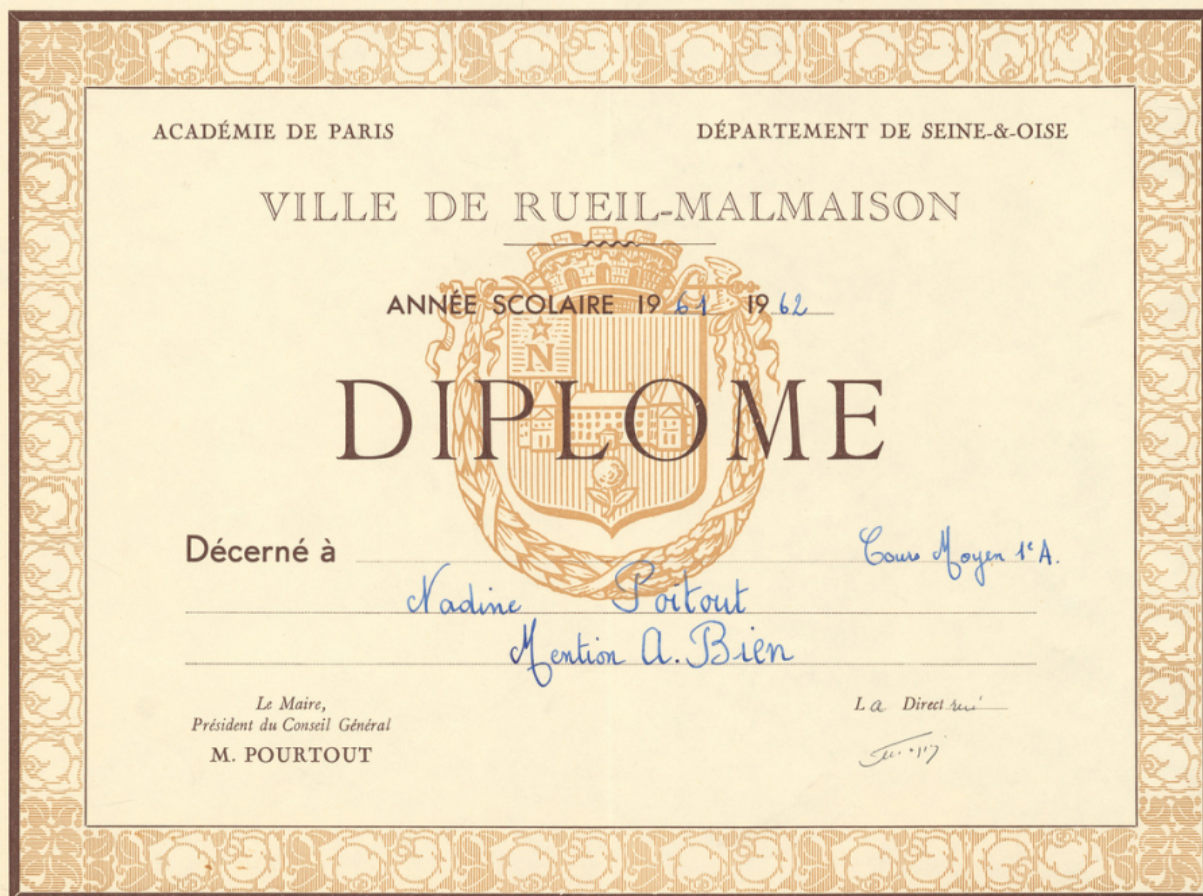 ACADÉMIE DE PARIS
DÉPARTEMENT DE SEINE-&-OISE
VILLE DE RUEIL-MALMAISON
ANNÉE SCOLAIRE 1961 1962
N
DIPLOME
Décerné à Cours Moyen 1e A.
Nadine Poitout
Mention A. Bien
Le Maire,
Président du Conseil Général
M. POURTOUT
La Directrice